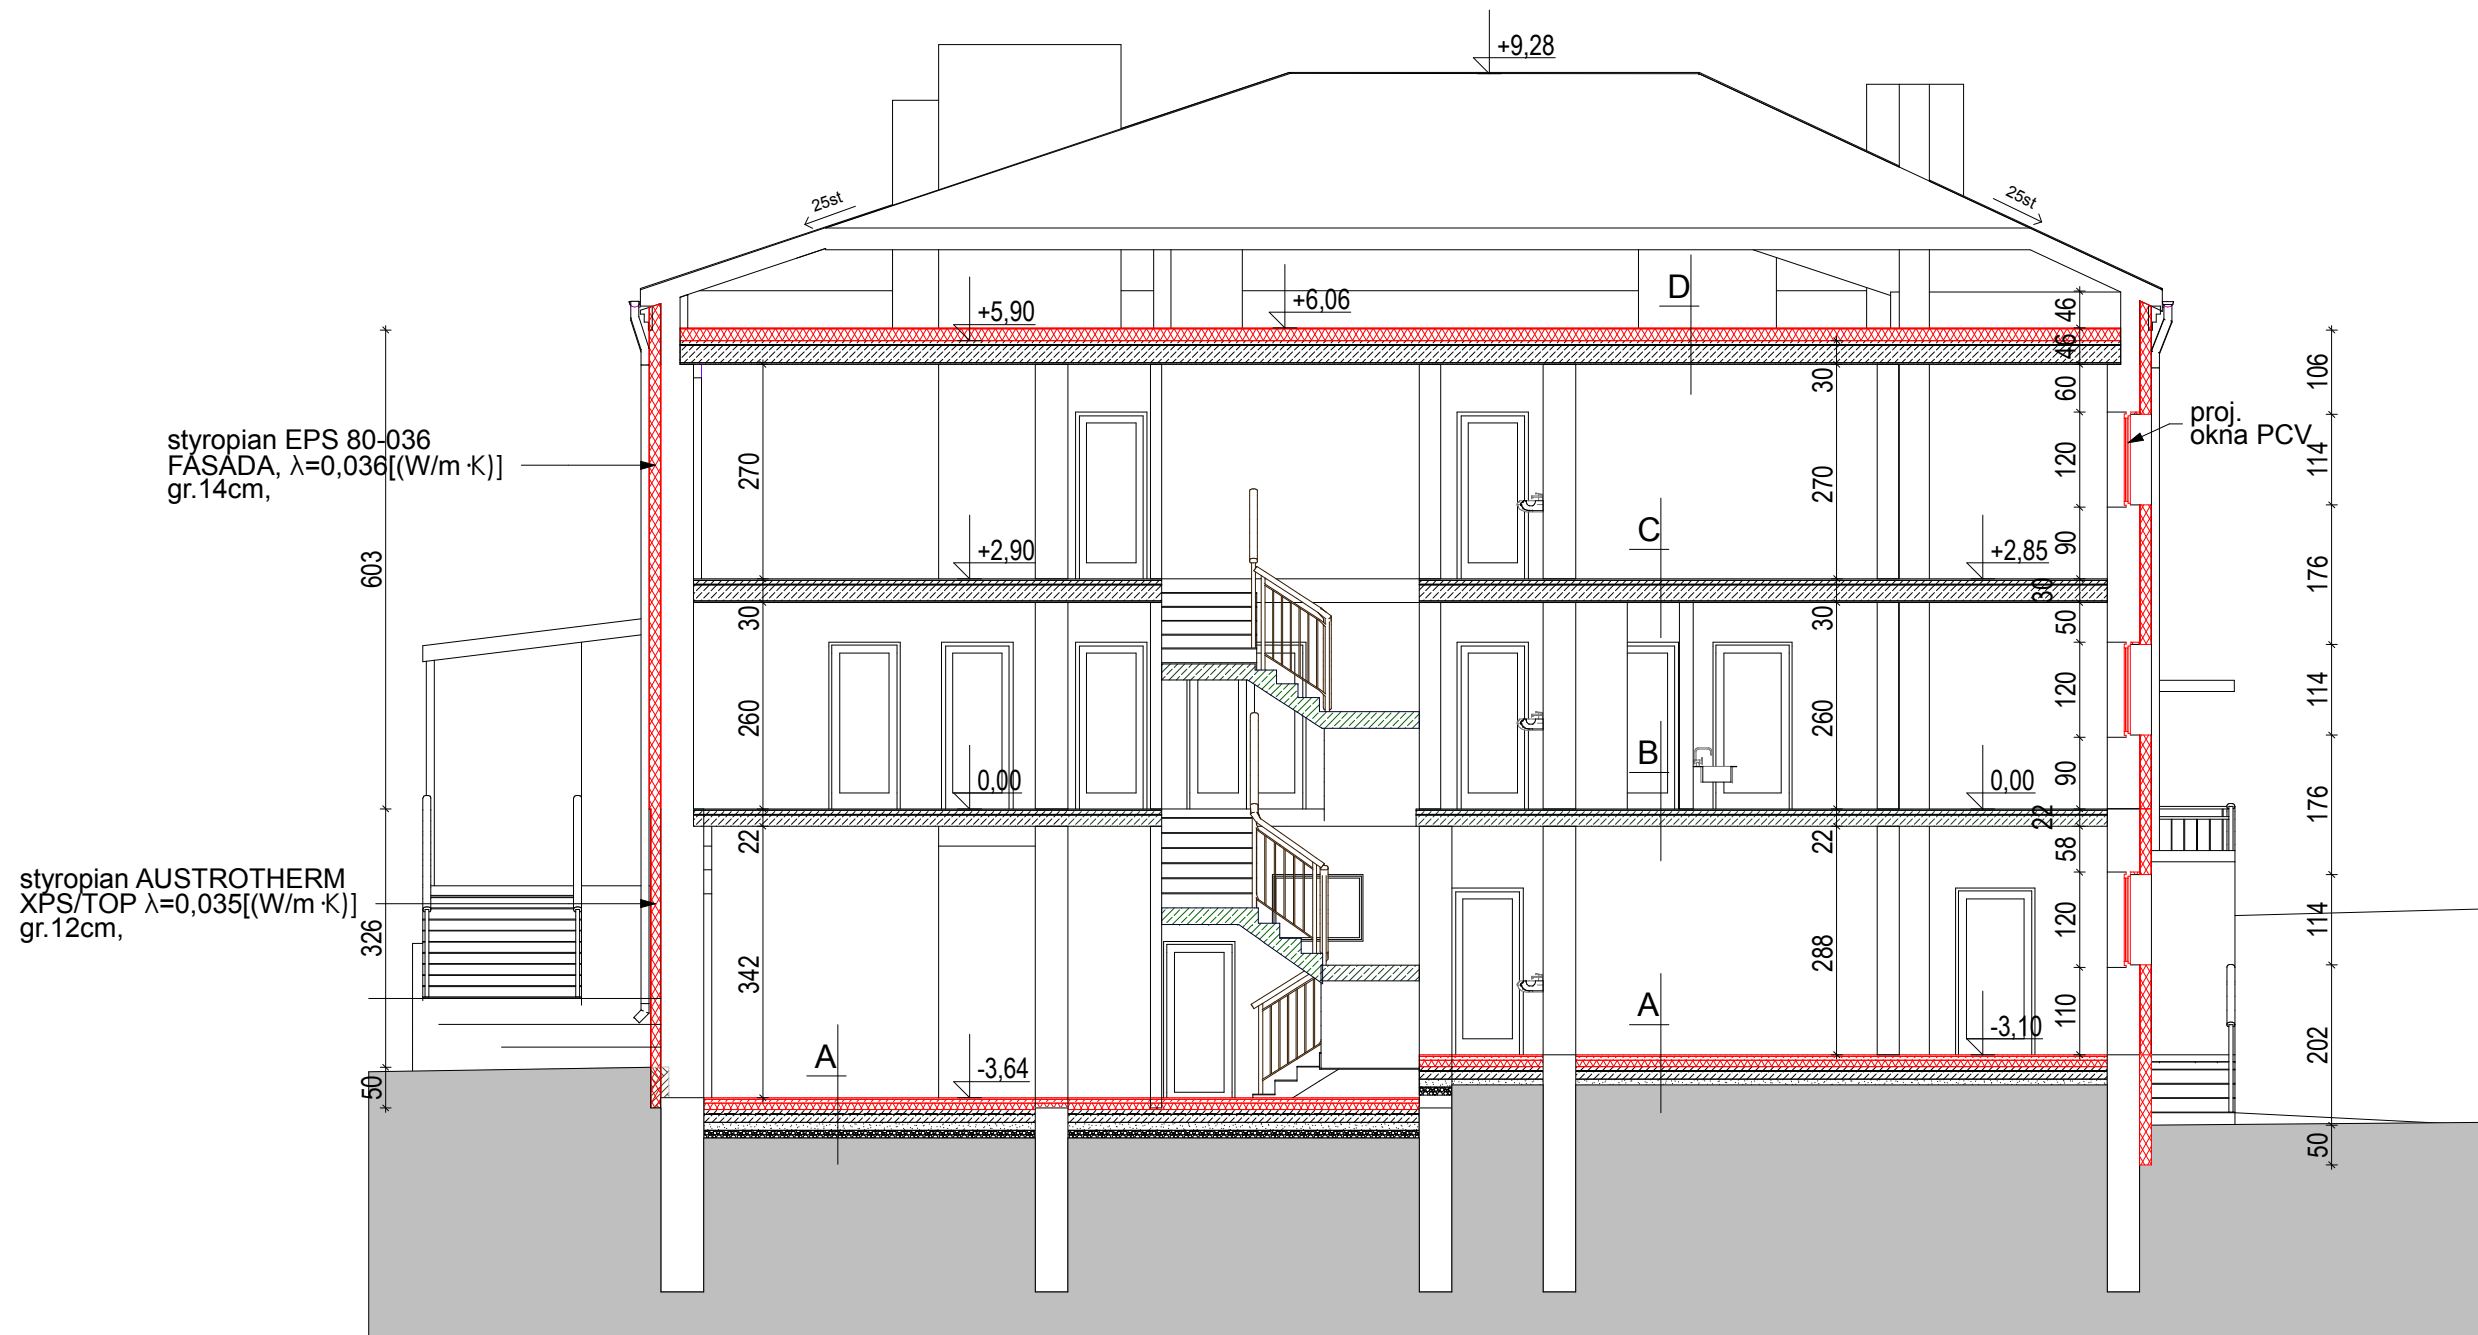 +9,28
25st
25st
D
+5,90
+6,06
46
46
106
30
60
styropian EPS 80-036
FASADA, λ=0,036[(W/m·K)]
gr.14cm,
proj.
okna PCV
270
270
120
114
C
+2,90
+2,85
90
603
176
30
30
30
50
260
260
120
114
B
0,00
0,00
90
176
22
22
22
58
styropian AUSTROTHERM
XPS/TOP λ=0,035[(W/m·K)]
gr.12cm,
326
342
288
120
114
A
A
-3,64
-3,10
110
202
50
50